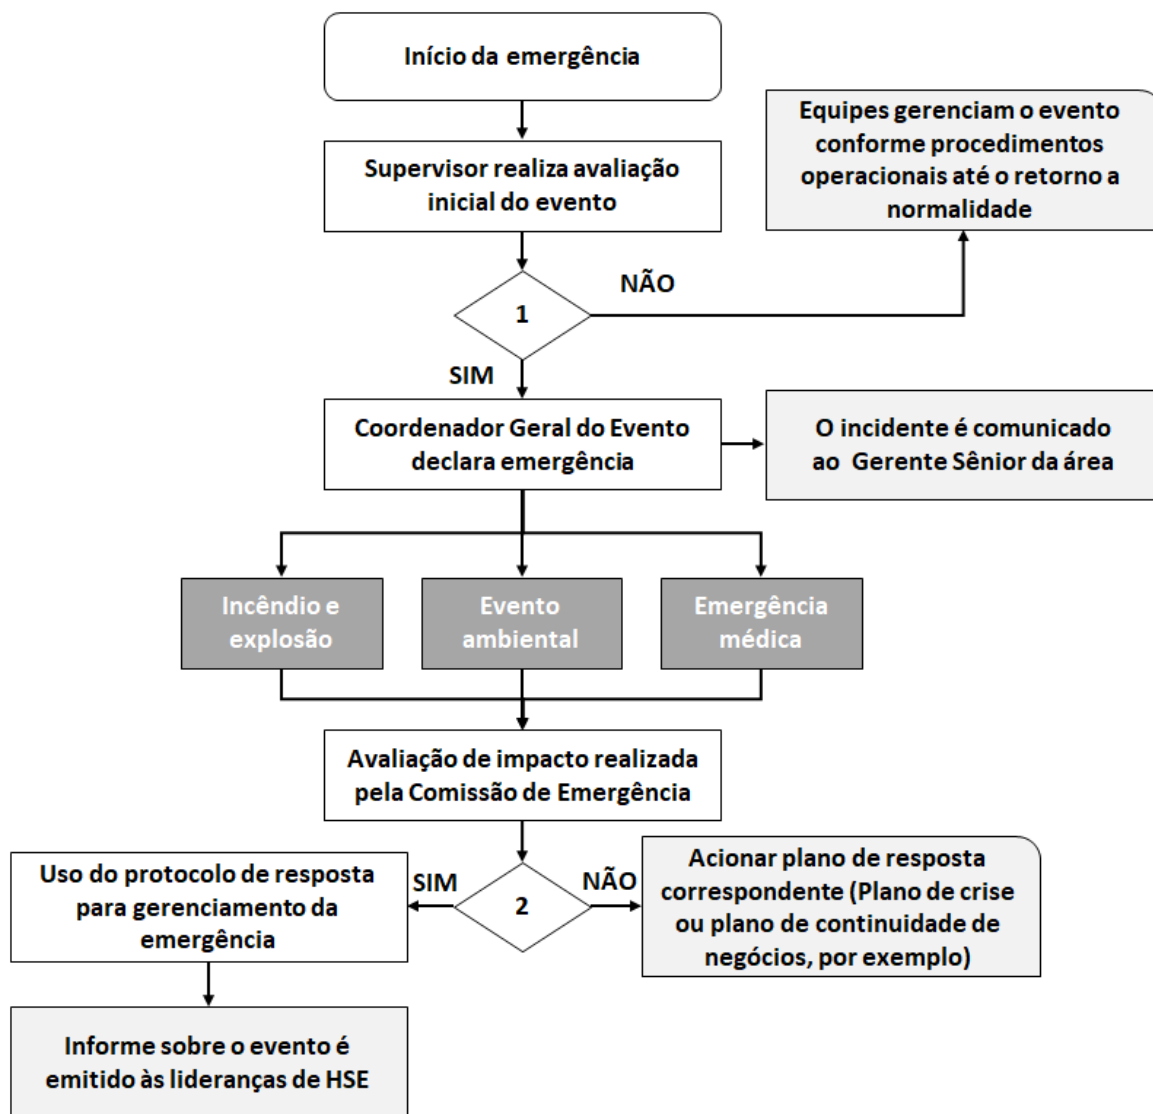 Início da emergência
Equipes gerenciam o evento
conforme procedimentos
operacionais até o retorno a
normalidade
Supervisor realiza avaliação
inicial do evento
NÃO
1
SIM
Coordenador Geral do Evento
declara emergência
O incidente é comunicado
ao Gerente Sênior da área
Incêndio e
explosão
Evento
ambiental
Emergência
médica
Avaliação de impacto realizada
pela Comissão de Emergência
Uso do protocolo de resposta
para gerenciamento da
emergência
SIM
2
NÃO
Acionar plano de resposta
correspondente (Plano de crise
ou plano de continuidade de
negócios, por exemplo)
Informe sobre o evento é
emitido às lideranças de HSE